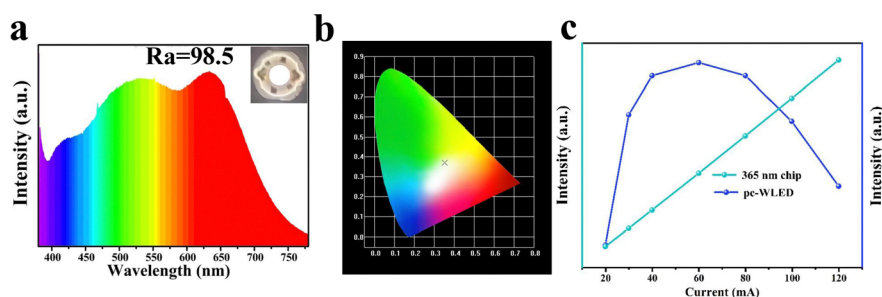 a
Ra=98.5
Intensity (a.u.)
400 450 500 550 600 650 700 750
Wavelength (nm)
b
0.9
0.8
0.7
0.6
0.5
0.4
0.3
0.2
0.1
0.0
0.0 0.1 0.2 0.3 0.4 0.5 0.6 0.7 0.8
c
Intensity (a.u.)
365 nm chip
pc-WLED
Intensity (a.u.)
20 40 60 80 100 120
Current (mA)